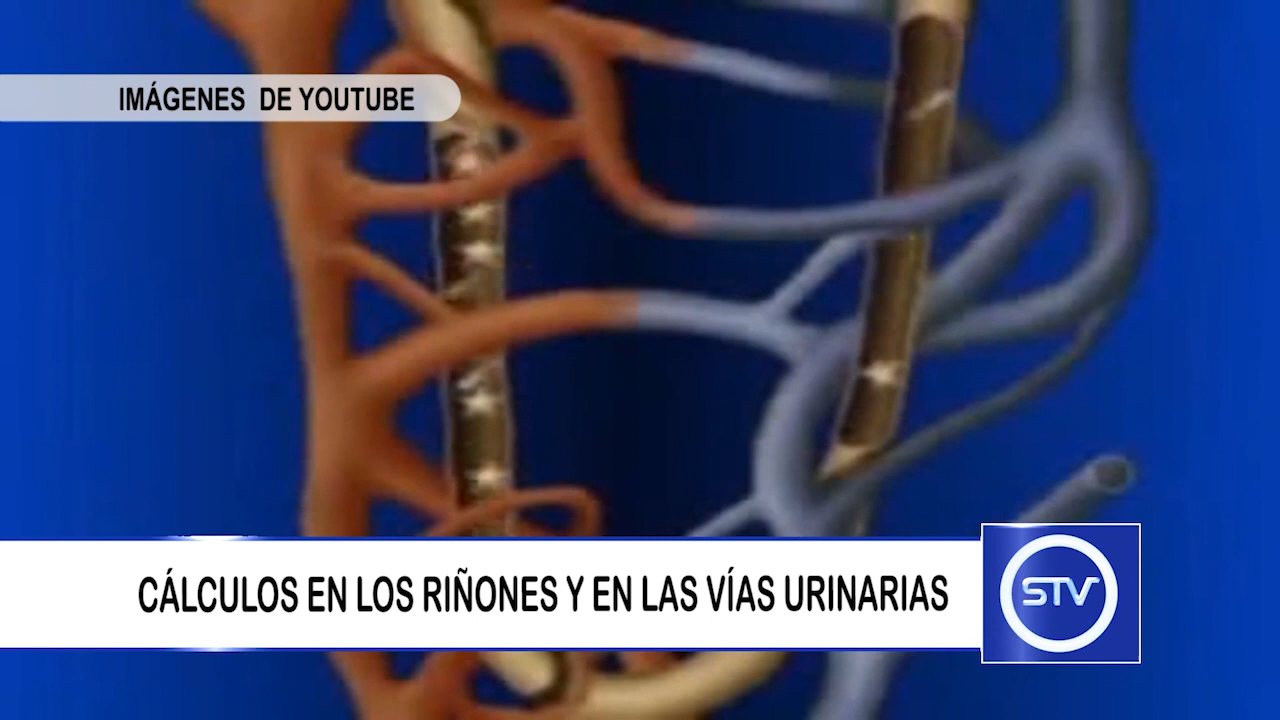 IMÁGENES DE YOUTUBE
CÁLCULOS EN LOS RIÑONES Y EN LAS VÍAS URINARIAS
STV